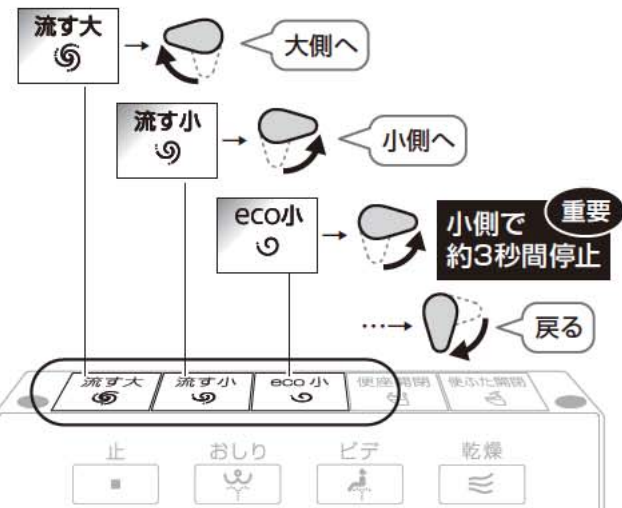 流す大
大側へ
流す小
小側へ
eco小
小側で
約3秒間停止
重要
…
戻る
流す大
流す小
eco 小
便座開閉
便ふた開閉
止
おしり
ビデ
乾燥